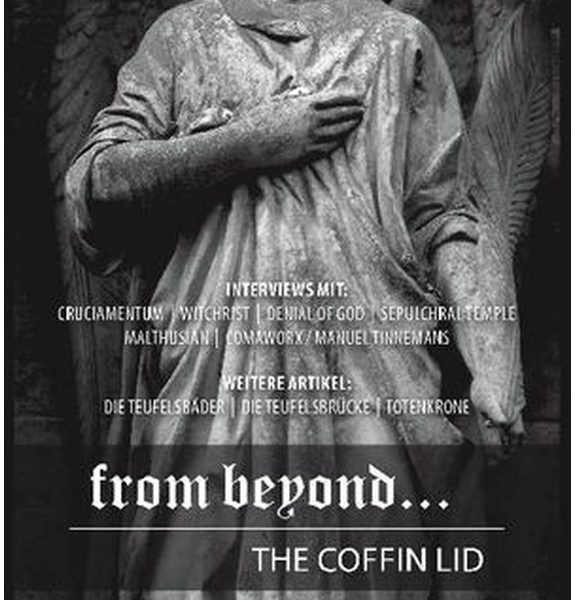 INTERVIEWS MIT:
CRUCIAMENTUM | WITCHRIST | DENIAL OF GOD | SEPULCHRAL TEMPLE
MALTHUSIAN | COMAWORX / MANUEL TINNEMANS
WEITERE ARTIKEL:
DIE TEUFELSBÄDER | DIE TEUFELSBRÜCKE | TOTENKRONE
from beyond...
THE COFFIN LID